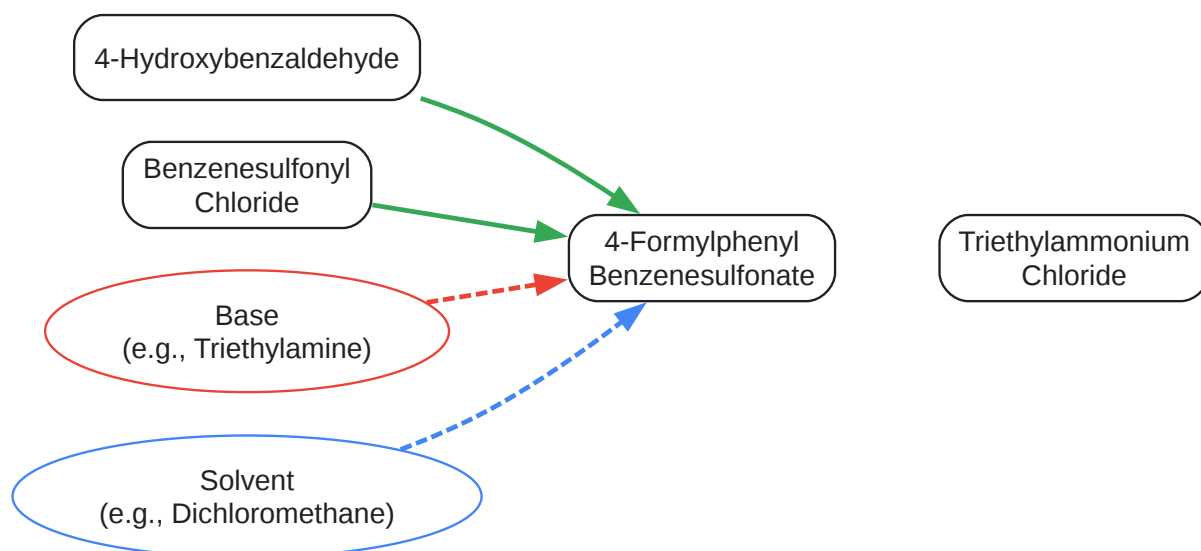 4-Hydroxybenzaldehyde
Benzenesulfonyl
Chloride
4-Formylphenyl
Benzenesulfonate
Triethylammonium
Chloride
Base
(e.g., Triethylamine)
Solvent
(e.g., Dichloromethane)